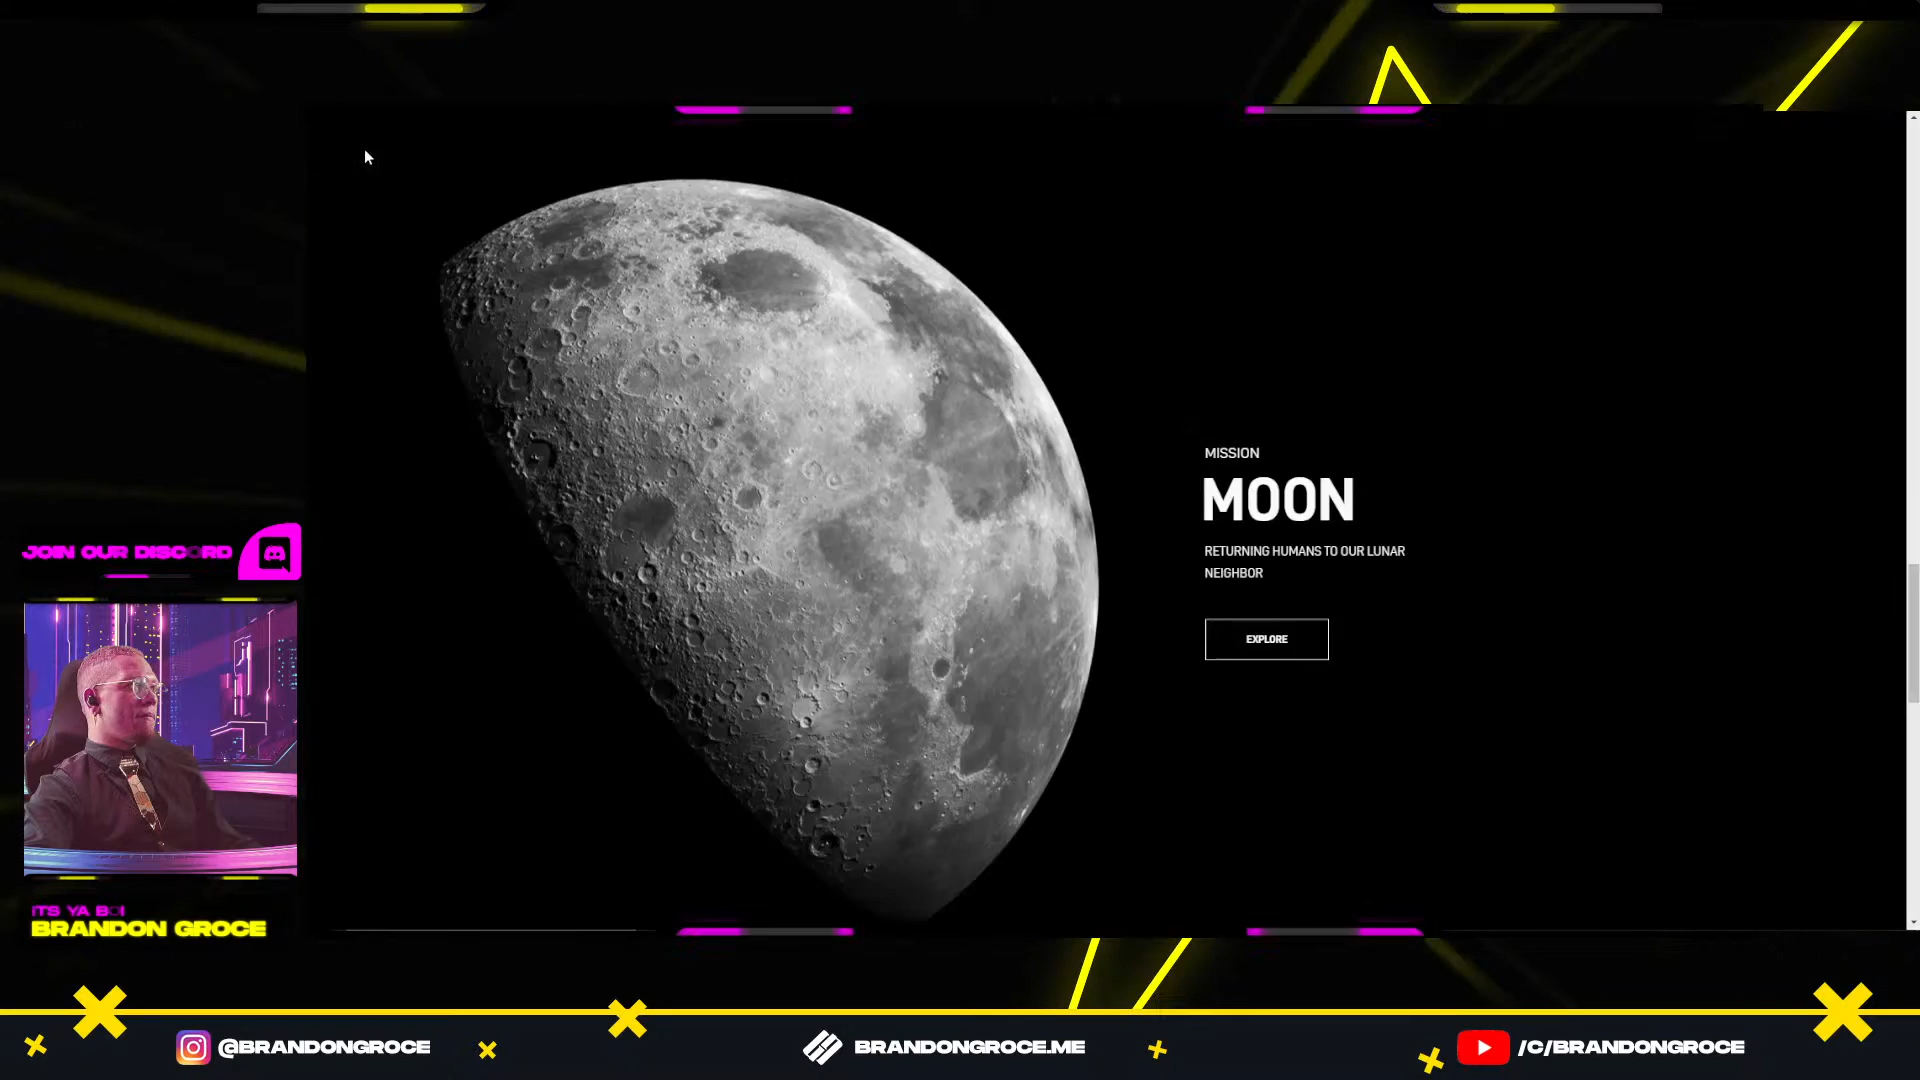 MISSION
MOON
RETURNING HUMANS TO OUR LUNAR
NEIGHBOR
EXPLORE
JOIN OUR DISCORD
ITS YA BOI
BRANDON GROCE
@BRANDONGROCE
BRANDONGROCE.ME
/C/BRANDONGROCE